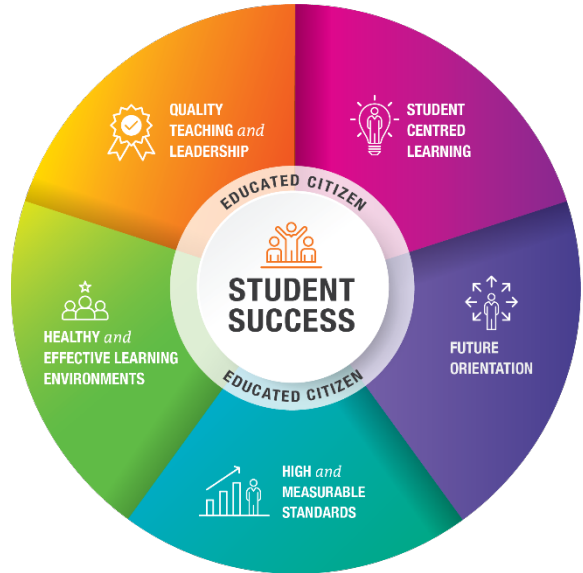 QUALITY
TEACHING and
LEADERSHIP
STUDENT
CENTRED
LEARNING
EDUCATED CITIZEN
STUDENT
SUCCESS
EDUCATED CITIZEN
HEALTHY and
EFFECTIVE LEARNING
ENVIRONMENTS
FUTURE
ORIENTATION
HIGH and
MEASURABLE
STANDARDS